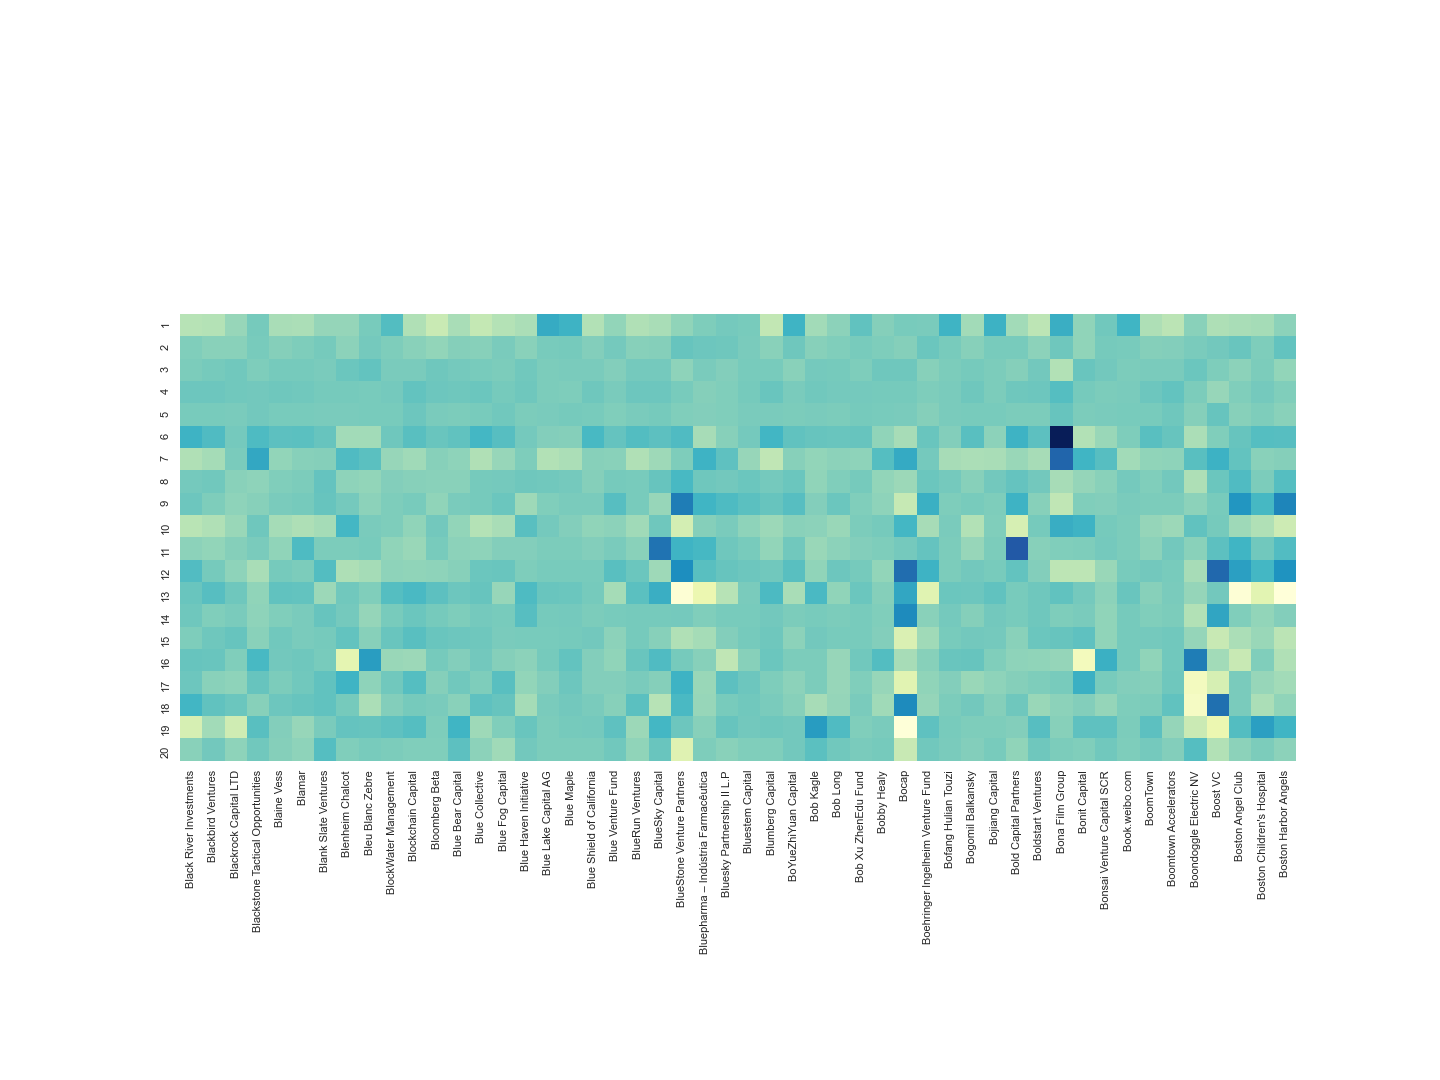 1
2
3
4
5
6
7
8
9
10
11
12
13
14
15
16
17
18
19
20
Black River Investments
Blackbird Ventures
Blackrock Capital LTD
Blackstone Tactical Opportunities
Blaine Vess
Blamar
Blank Slate Ventures
Blenheim Chalcot
Bleu Blanc Zebre
BlockWater Management
Blockchain Capital
Bloomberg Beta
Blue Bear Capital
Blue Collective
Blue Fog Capital
Blue Haven Initiative
Blue Lake Capital AG
Blue Maple
Blue Shield of California
Blue Venture Fund
BlueRun Ventures
BlueSky Capital
BlueStone Venture Partners
Bluepharma – Indústria Farmacêutica
Bluesky Partnership II L.P
Bluestem Capital
Blumberg Capital
BoYueZhiYuan Capital
Bob Kagle
Bob Long
Bob Xu ZhenEdu Fund
Bobby Healy
Bocap
Boehringer Ingelheim Venture Fund
Bofang Hulian Touzi
Bogomil Balkansky
Bojiang Capital
Bold Capital Partners
Boldstart Ventures
Bona Film Group
Bonit Capital
Bonsai Venture Capital SCR
Book.weibo.com
BoomTown
Boomtown Accelerators
Boondoggle Electric NV
Boost VC
Boston Angel Club
Boston Children's Hospital
Boston Harbor Angels